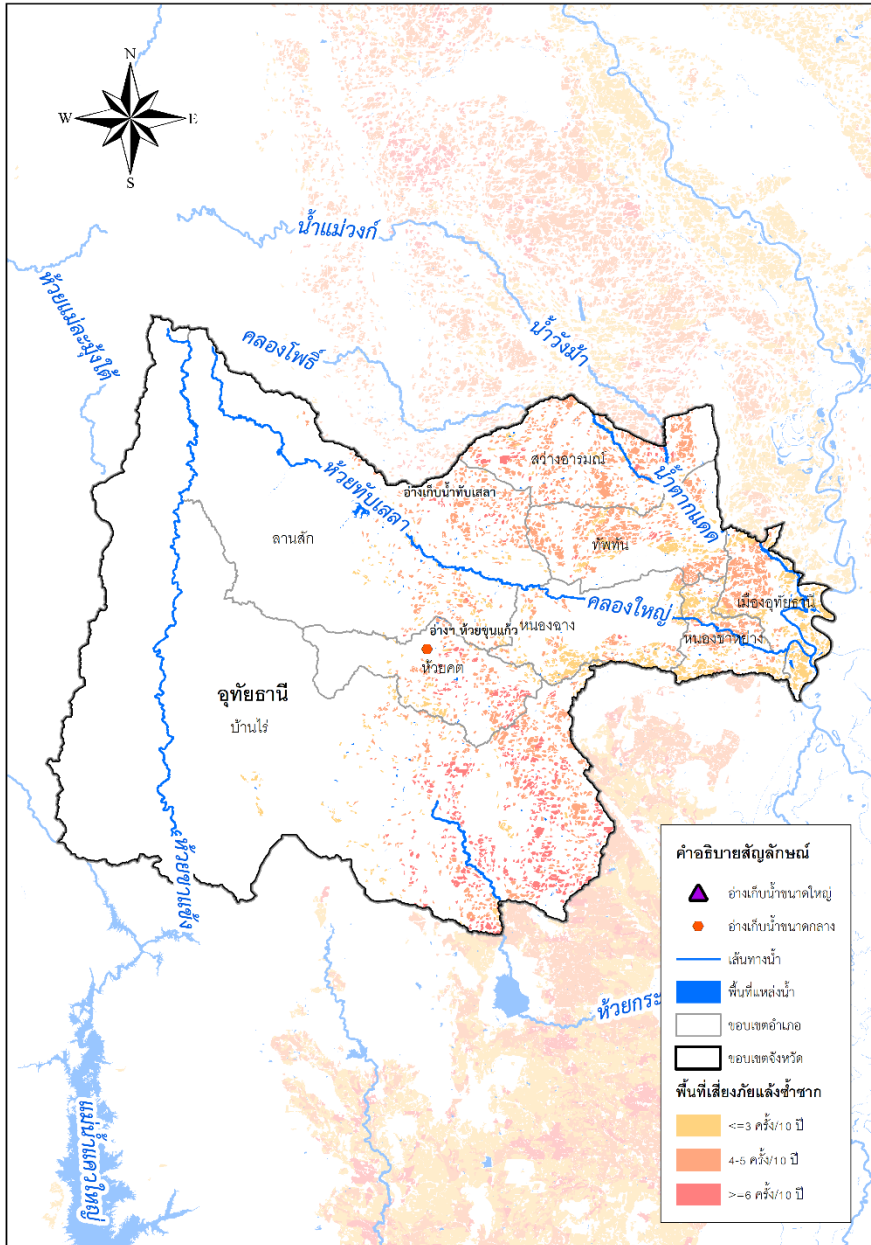 N
W
E
S
น้ำแม่วงก์
ห้วยแม่ละมุ้งใต้
คลองโพธิ์
น้ำวังม้า
สว่างอารมณ์
อ่างเก็บน้ำทับเสลา
ห้วยทับเสลา
น้ำตากแดด
ลานสัก
ทัพทัน
คลองใหญ่
เมืองอุทัยธานี
หนองฉาง
อ่างฯ ห้วยขุนแก้ว
หนองขาหย่าง
ห้วยคต
อุทัยธานี
บ้านไร่
ห้วยขาแข้ง
ห้วยกระ
แม่น้ำแควใหญ่
คำอธิบายสัญลักษณ์
อ่างเก็บน้ำขนาดใหญ่
อ่างเก็บน้ำขนาดกลาง
เส้นทางน้ำ
พื้นที่แหล่งน้ำ
ขอบเขตอำเภอ
ขอบเขตจังหวัด
พื้นที่เสี่ยงภัยแล้งซ้ำซาก
<=3 ครั้ง/10 ปี
4-5 ครั้ง/10 ปี
>=6 ครั้ง/10 ปี